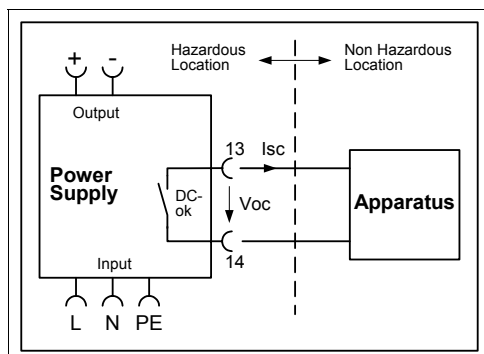 Hazardous
Location
Non Hazardous
Location
+ -
Output
13 Isc
Power
Supply
DC-
ok
Voc
Apparatus
14
Input
L N PE